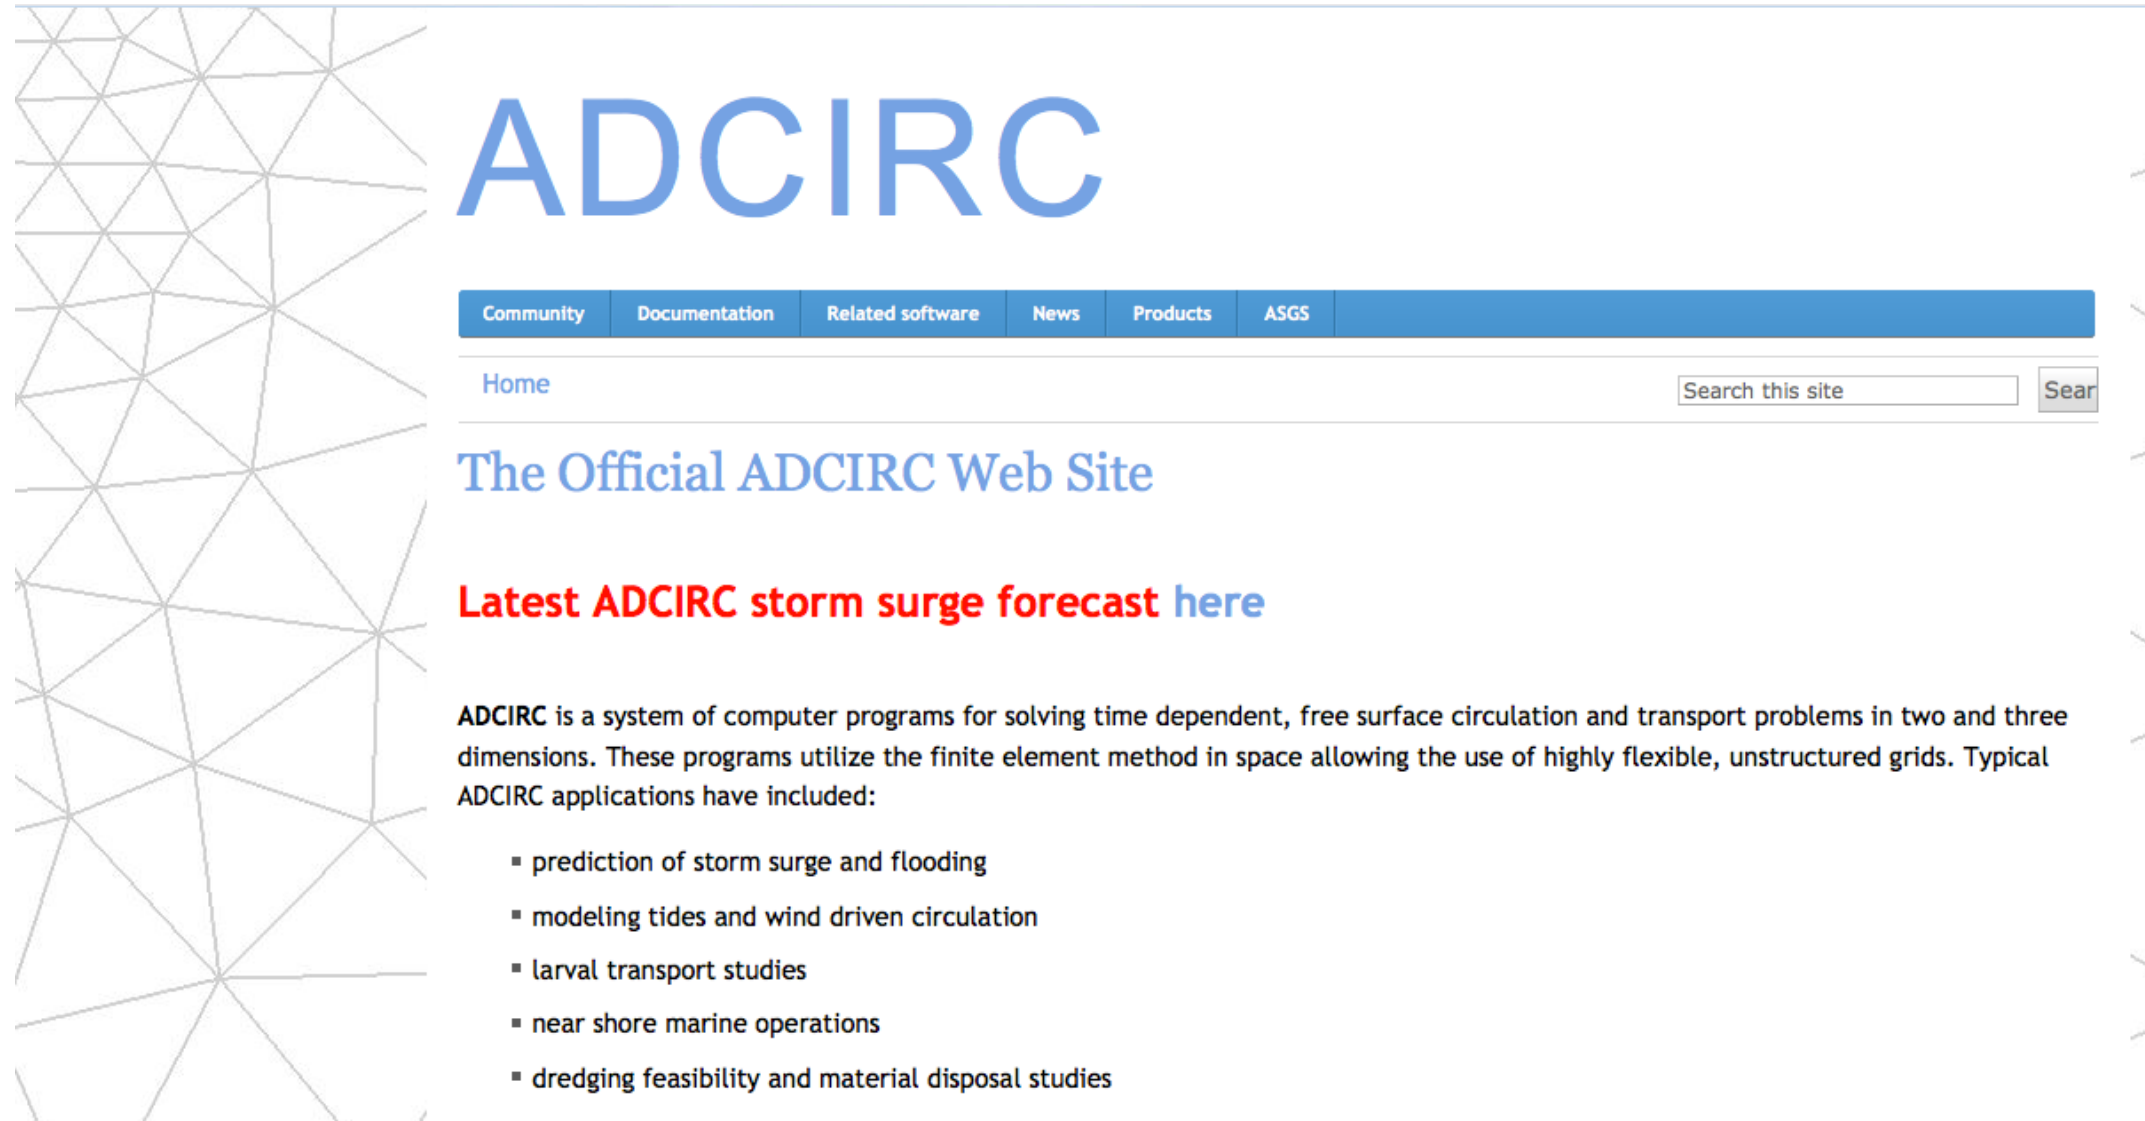 ADCIRC
Community Documentation Related software News Products ASGS
Home Search this site Sear
The Official ADCIRC Web Site
Latest ADCIRC storm surge forecast here
ADCIRC is a system of computer programs for solving time dependent, free surface circulation and transport problems in two and three
dimensions. These programs utilize the finite element method in space allowing the use of highly flexible, unstructured grids. Typical
ADCIRC applications have included:
▪ prediction of storm surge and flooding
▪ modeling tides and wind driven circulation
▪ larval transport studies
▪ near shore marine operations
▪ dredging feasibility and material disposal studies